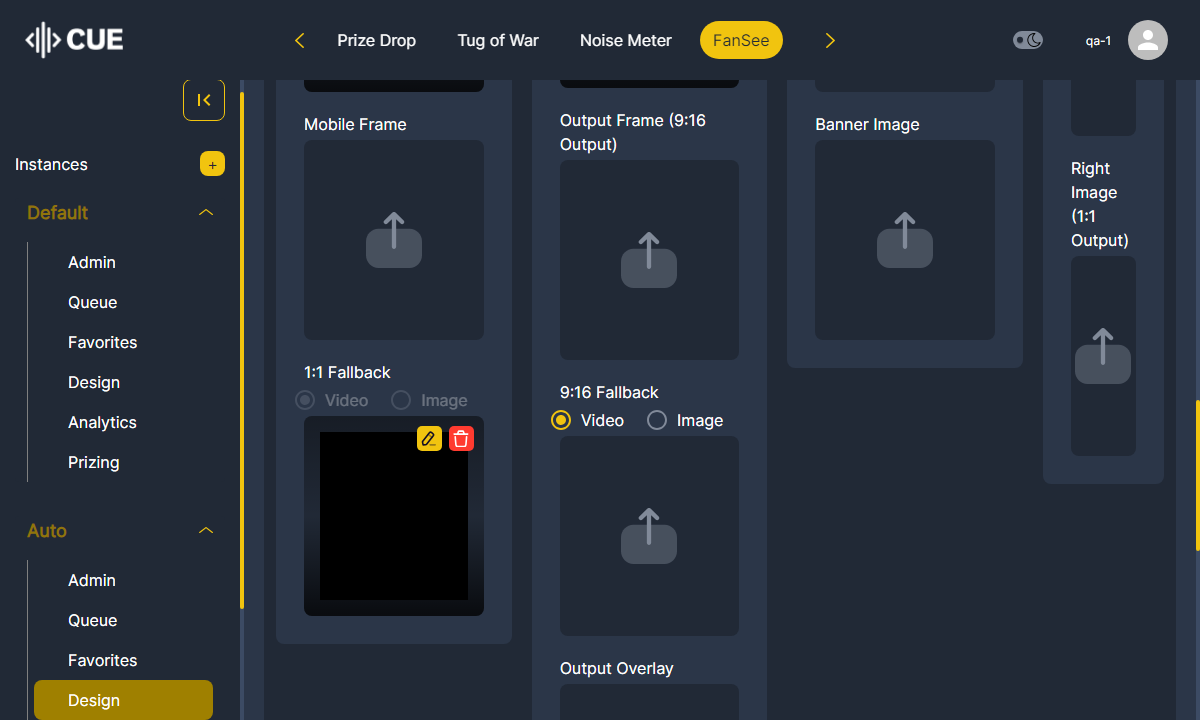 CUE
Prize Drop
Tug of War
Noise Meter
FanSee
qa-1
Instances
+
Default
Admin
Queue
Favorites
Design
Analytics
Prizing
Auto
Admin
Queue
Favorites
Design
Mobile Frame
1:1 Fallback
Video
Image
Output Frame (9:16
Output)
9:16 Fallback
Video
Image
Output Overlay
Banner Image
Right
Image
(1:1
Output)